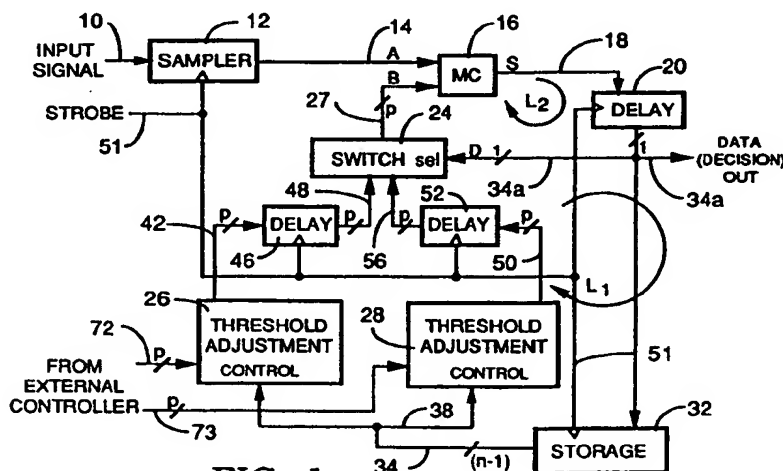 10
12
14
16
18
20
INPUT SIGNAL
SAMPLER
A
B
MC
S
L2
DELAY
STROBE
51
27
p
24
SWITCH sel
D 1
34a
1
34a
DATA (DECISION) OUT
48
52
42
p
DELAY
p
p
DELAY
p
46
56
50
L1
26
THRESHOLD ADJUSTMENT CONTROL
28
THRESHOLD ADJUSTMENT CONTROL
72
p
FROM EXTERNAL CONTROLLER
p
73
51
38
32
34
(n-1)
STORAGE